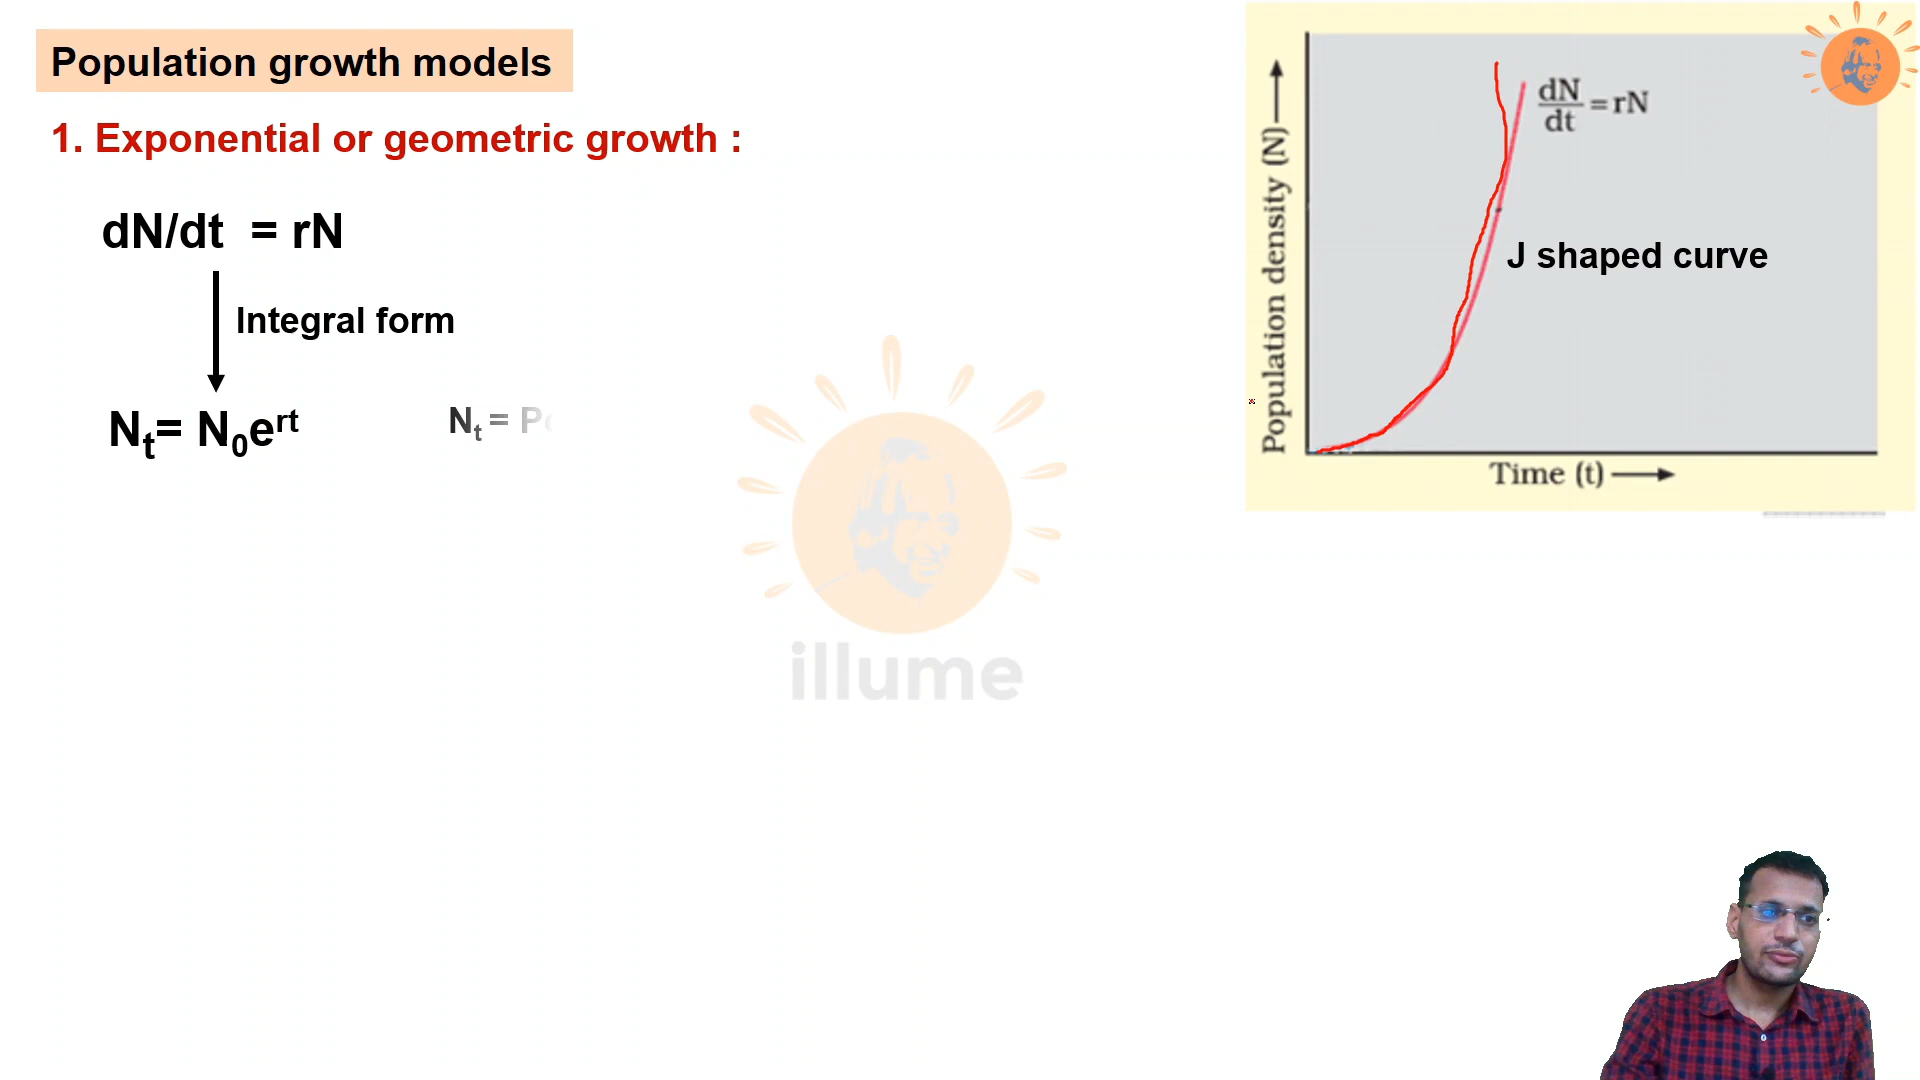 Population growth models
1. Exponential or geometric growth :
dN/dt = rN
Integral form
Nt= N0ert
Nt =
illume
Population density (N)
dN/dt = rN
J shaped curve
Time (t)